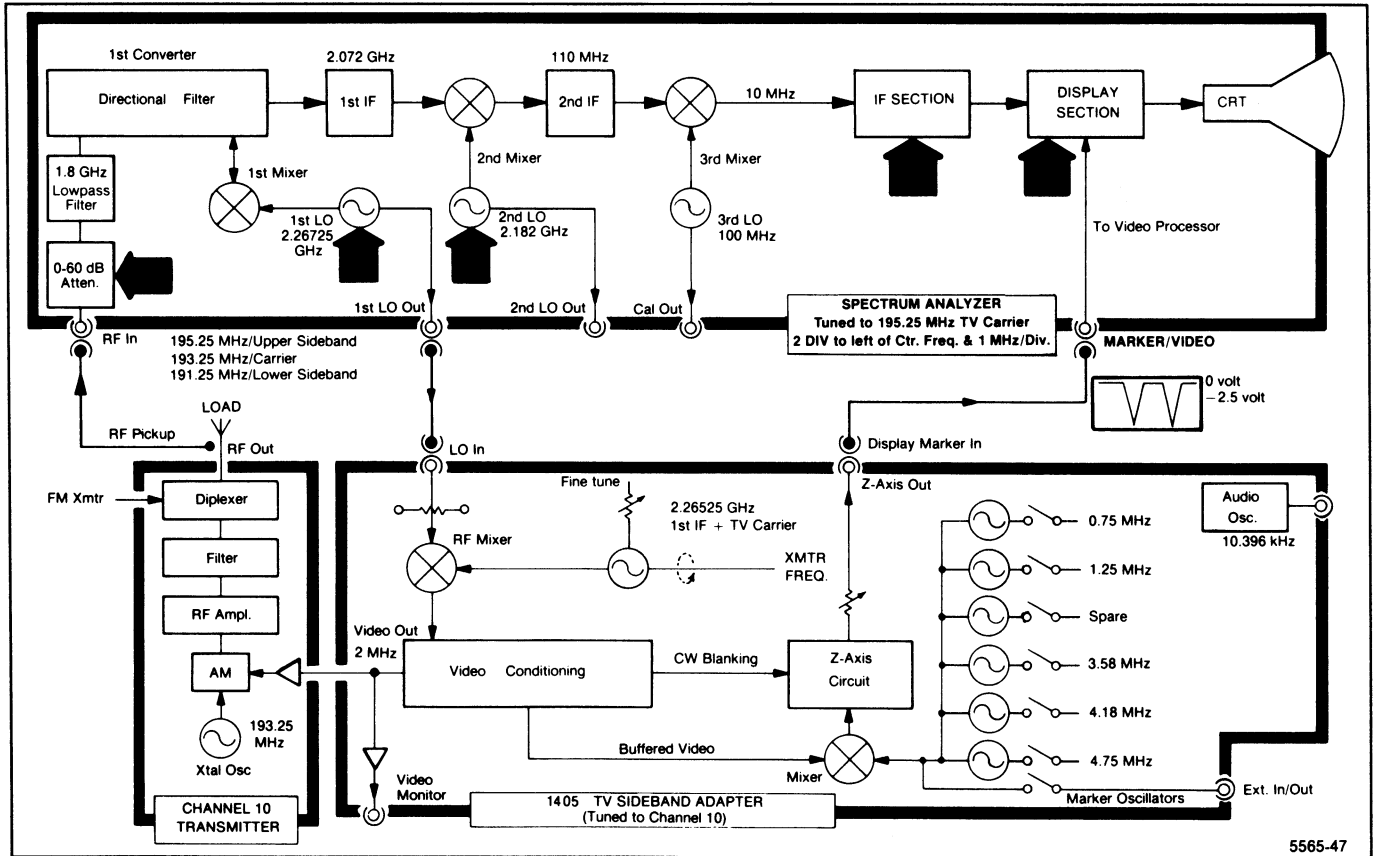 1st Converter
Directional Filter
2.072 GHz
1st IF
110 MHz
2nd IF
10 MHz
IF SECTION
DISPLAY
SECTION
CRT
1.8 GHz
Lowpass
Filter
1st Mixer
2nd Mixer
3rd Mixer
1st LO
2.26725
GHz
2nd LO
2.182 GHz
3rd LO
100 MHz
To Video Processor
0-60 dB
Atten.
1st LO Out
2nd LO Out
Cal Out
SPECTRUM ANALYZER
Tuned to 195.25 MHz TV Carrier
2 DIV to left of Ctr. Freq. & 1 MHz/Div.
MARKER/VIDEO
RF In
195.25 MHz/Upper Sideband
193.25 MHz/Carrier
191.25 MHz/Lower Sideband
0 volt
−2.5 volt
LOAD
RF Pickup
RF Out
LO In
Display Marker In
Z-Axis Out
FM Xmtr
Diplexer
Filter
RF Ampl.
AM
193.25
MHz
Xtal Osc
CHANNEL 10
TRANSMITTER
Fine tune
2.26525 GHz
1st IF + TV Carrier
RF Mixer
XMTR
FREQ.
Audio
Osc.
10.396 kHz
0.75 MHz
1.25 MHz
Spare
3.58 MHz
4.18 MHz
4.75 MHz
Video Out
2 MHz
Video Conditioning
CW Blanking
Z-Axis
Circuit
Buffered Video
Mixer
Marker Oscillators
Ext. In/Out
Video
Monitor
1405 TV SIDEBAND ADAPTER
(Tuned to Channel 10)
5565-47